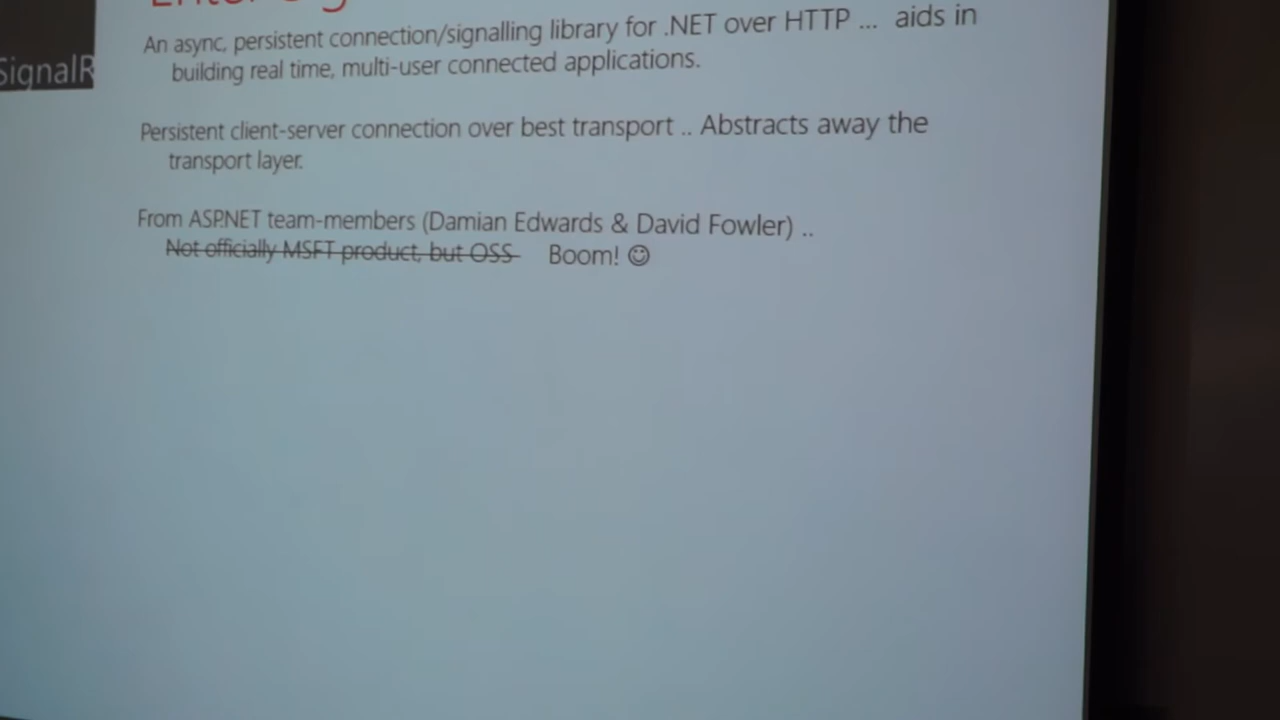 SignalR
An async, persistent connection/signalling library for .NET over HTTP ... aids in
building real time, multi-user connected applications.
Persistent client-server connection over best transport .. Abstracts away the
transport layer.
From ASP.NET team-members (Damian Edwards & David Fowler) ..
Not officially MSFT product, but OSS Boom! ☺